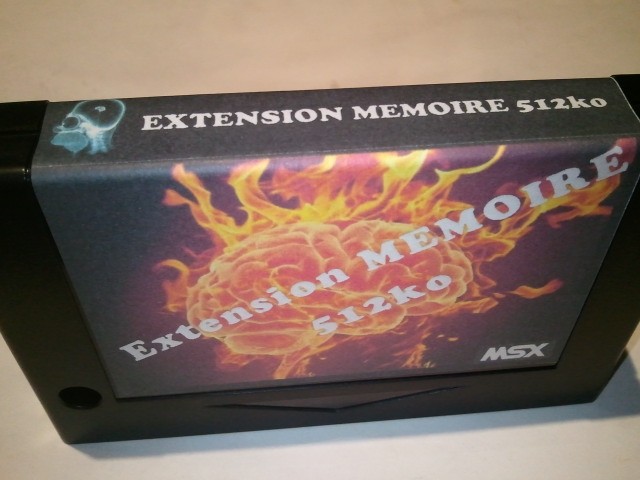 EXTENSION MEMOIRE 512ko
Extension MEMOIRE
512ko
MSX